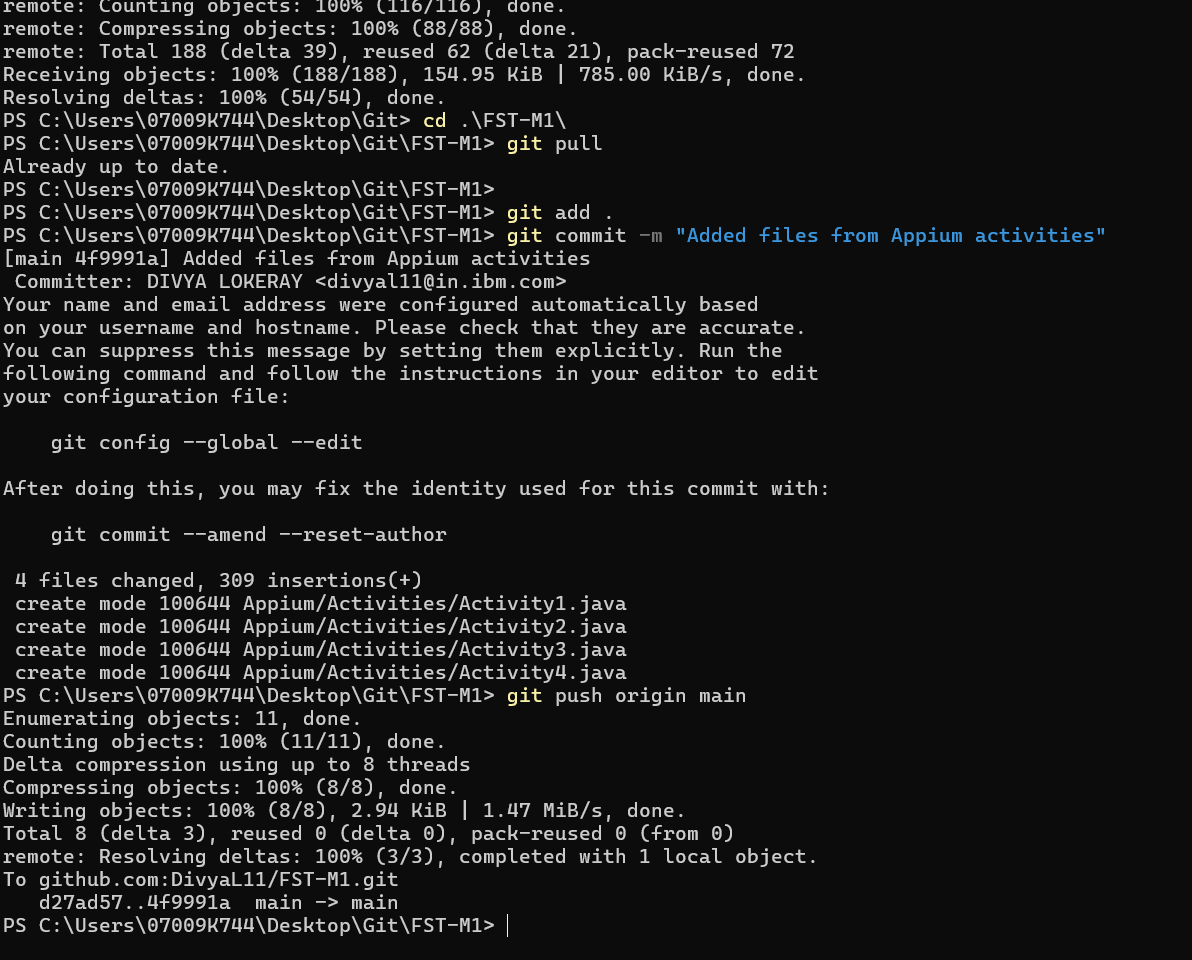 remote: Counting objects: 100% (116/116), done.
remote: Compressing objects: 100% (88/88), done.
remote: Total 188 (delta 39), reused 62 (delta 21), pack-reused 72
Receiving objects: 100% (188/188), 154.95 KiB | 785.00 KiB/s, done.
Resolving deltas: 100% (54/54), done.
PS C:\Users\07009K744\Desktop\Git> cd .\FST-M1\
PS C:\Users\07009K744\Desktop\Git\FST-M1> git pull
Already up to date.
PS C:\Users\07009K744\Desktop\Git\FST-M1>
PS C:\Users\07009K744\Desktop\Git\FST-M1> git add .
PS C:\Users\07009K744\Desktop\Git\FST-M1> git commit -m "Added files from Appium activities"
[main 4f9991a] Added files from Appium activities
 Committer: DIVYA LOKERAY <divyal11@in.ibm.com>
Your name and email address were configured automatically based
on your username and hostname. Please check that they are accurate.
You can suppress this message by setting them explicitly. Run the
following command and follow the instructions in your editor to edit
your configuration file:

    git config --global --edit

After doing this, you may fix the identity used for this commit with:

    git commit --amend --reset-author

 4 files changed, 309 insertions(+)
 create mode 100644 Appium/Activities/Activity1.java
 create mode 100644 Appium/Activities/Activity2.java
 create mode 100644 Appium/Activities/Activity3.java
 create mode 100644 Appium/Activities/Activity4.java
PS C:\Users\07009K744\Desktop\Git\FST-M1> git push origin main
Enumerating objects: 11, done.
Counting objects: 100% (11/11), done.
Delta compression using up to 8 threads
Compressing objects: 100% (8/8), done.
Writing objects: 100% (8/8), 2.94 KiB | 1.47 MiB/s, done.
Total 8 (delta 3), reused 0 (delta 0), pack-reused 0 (from 0)
remote: Resolving deltas: 100% (3/3), completed with 1 local object.
To github.com:DivyaL11/FST-M1.git
   d27ad57..4f9991a  main -> main
PS C:\Users\07009K744\Desktop\Git\FST-M1>